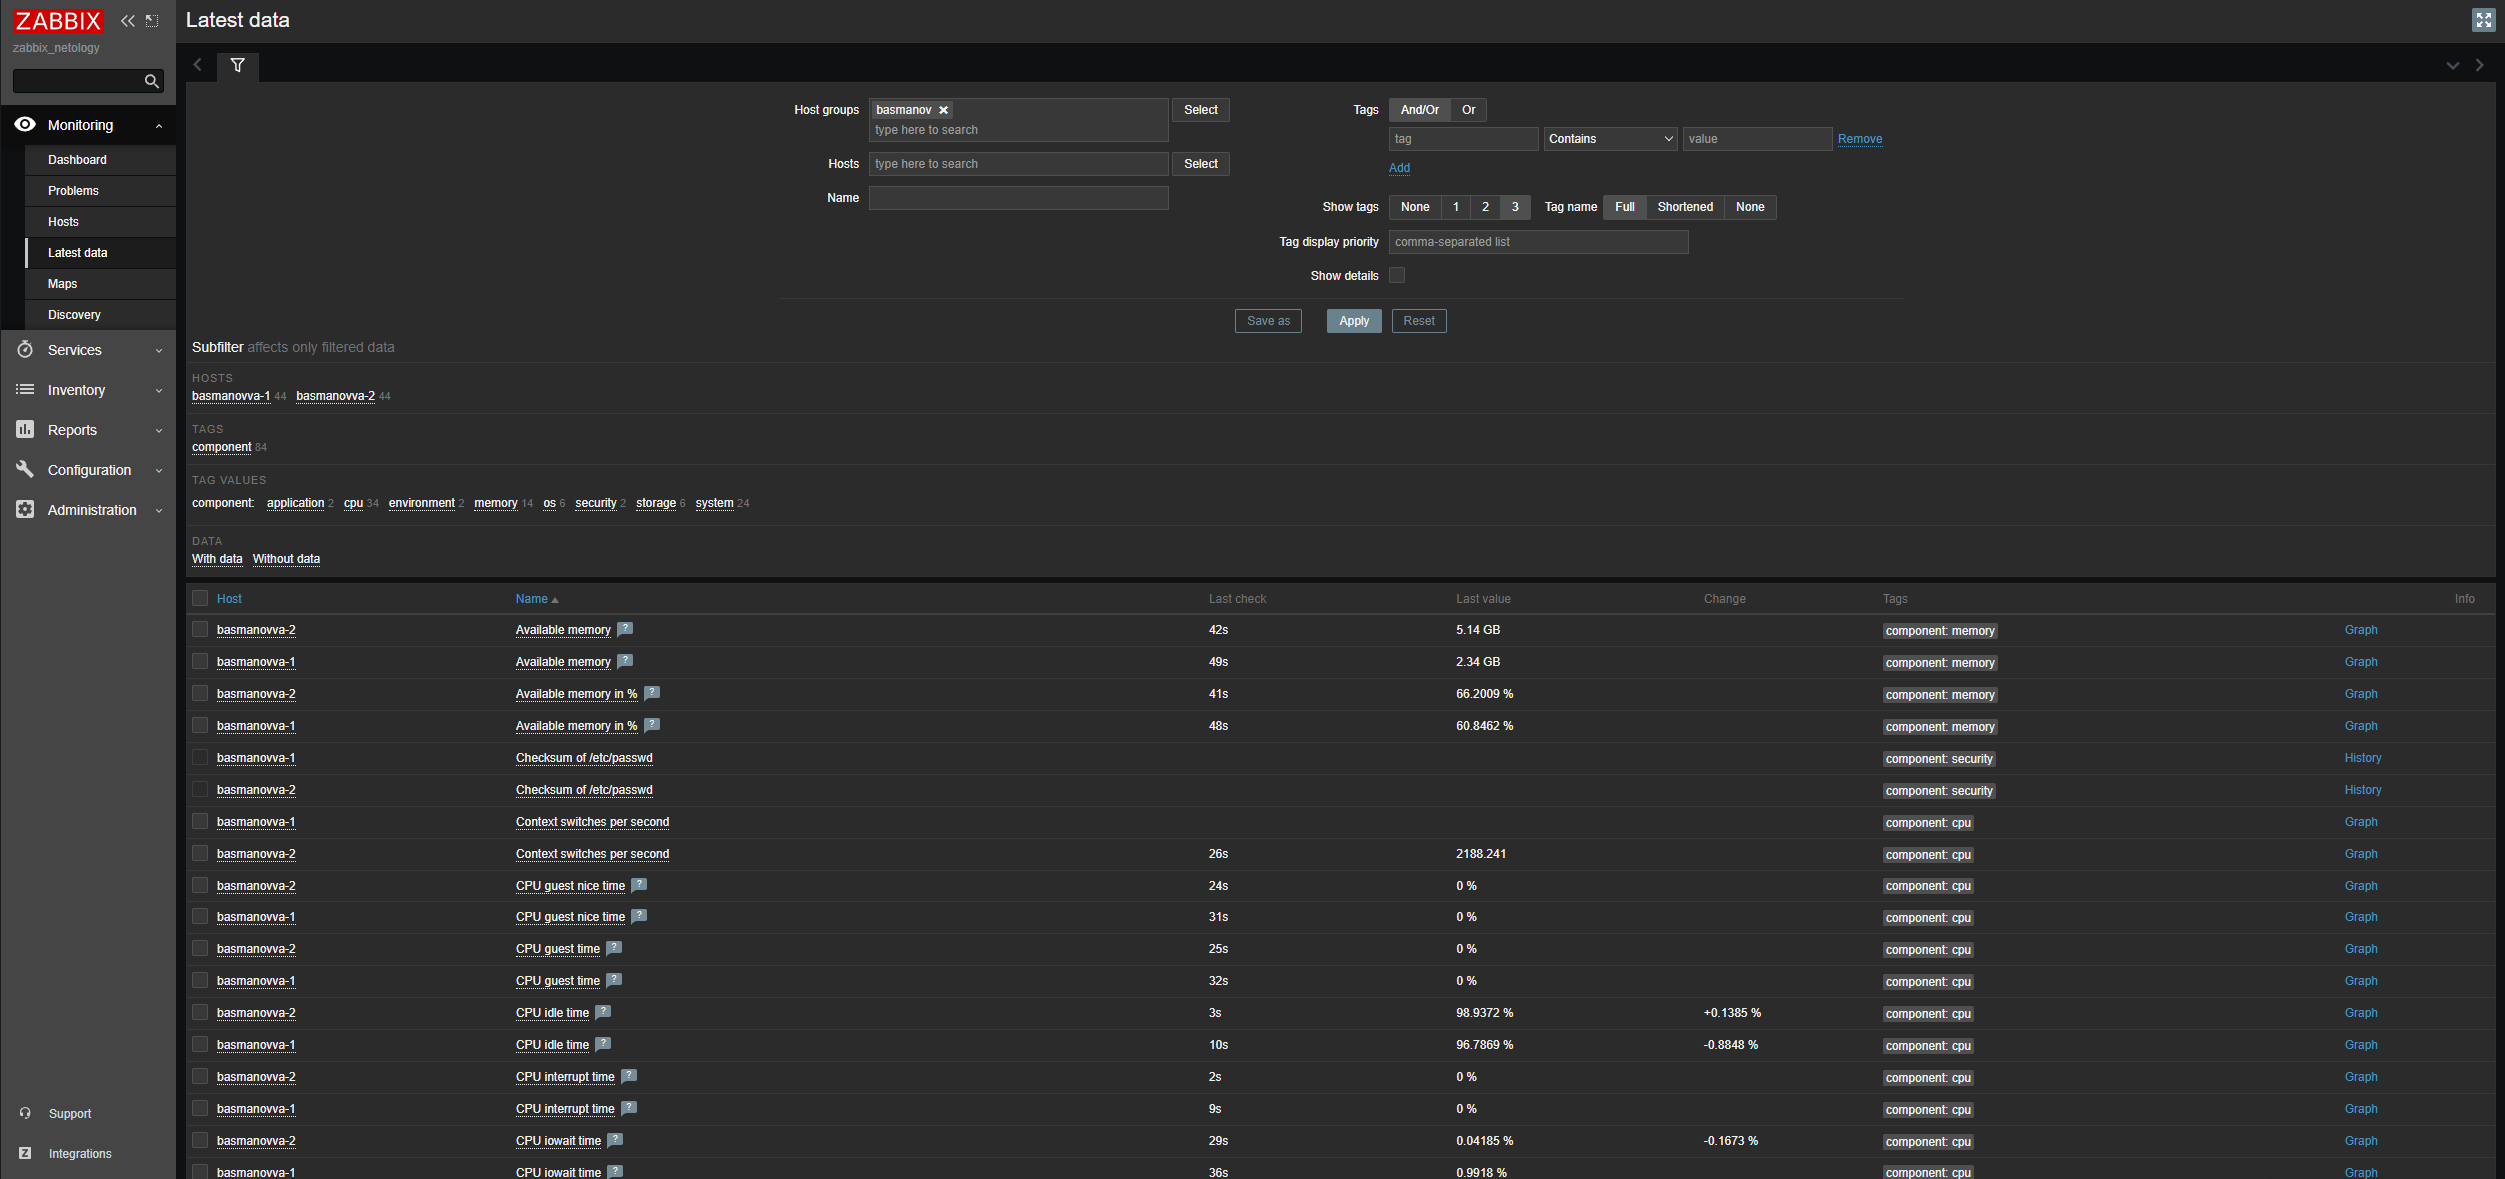 ZABBIX
zabbix_netology
Monitoring
Dashboard
Problems
Hosts
Latest data
Maps
Discovery
Services
Inventory
Reports
Configuration
Administration
Support
Integrations
Latest data
Host groups basmanov Select
type here to search
Hosts type here to search Select
Name
Tags And/Or Or
tag Contains value Remove
Add
Show tags None 1 2 3 Tag name Full Shortened None
Tag display priority comma-separated list
Show details
Save as Apply Reset
Subfilter affects only filtered data
HOSTS
basmanovva-1 44 basmanovva-2 44
TAGS
component 84
TAG VALUES
component: application 2 cpu 34 environment 2 memory 14 os 6 security 2 storage 6 system 24
DATA
With data Without data
Host Name Last check Last value Change Tags Info
basmanovva-2 Available memory ? 42s 5.14 GB component: memory Graph
basmanovva-1 Available memory ? 49s 2.34 GB component: memory Graph
basmanovva-2 Available memory in % ? 41s 66.2009 % component: memory Graph
basmanovva-1 Available memory in % ? 48s 60.8462 % component: memory Graph
basmanovva-1 Checksum of /etc/passwd component: security History
basmanovva-2 Checksum of /etc/passwd component: security History
basmanovva-1 Context switches per second component: cpu Graph
basmanovva-2 Context switches per second 26s 2188.241 component: cpu Graph
basmanovva-2 CPU guest nice time ? 24s 0 % component: cpu Graph
basmanovva-1 CPU guest nice time ? 31s 0 % component: cpu Graph
basmanovva-2 CPU guest time ? 25s 0 % component: cpu Graph
basmanovva-1 CPU guest time ? 32s 0 % component: cpu Graph
basmanovva-2 CPU idle time ? 3s 98.9372 % +0.1385 % component: cpu Graph
basmanovva-1 CPU idle time ? 10s 96.7869 % -0.8848 % component: cpu Graph
basmanovva-2 CPU interrupt time ? 2s 0 % component: cpu Graph
basmanovva-1 CPU interrupt time ? 9s 0 % component: cpu Graph
basmanovva-2 CPU iowait time ? 29s 0.04185 % -0.1673 % component: cpu Graph
basmanovva-1 CPU iowait time ? 36s 0.9918 % component: cpu Graph